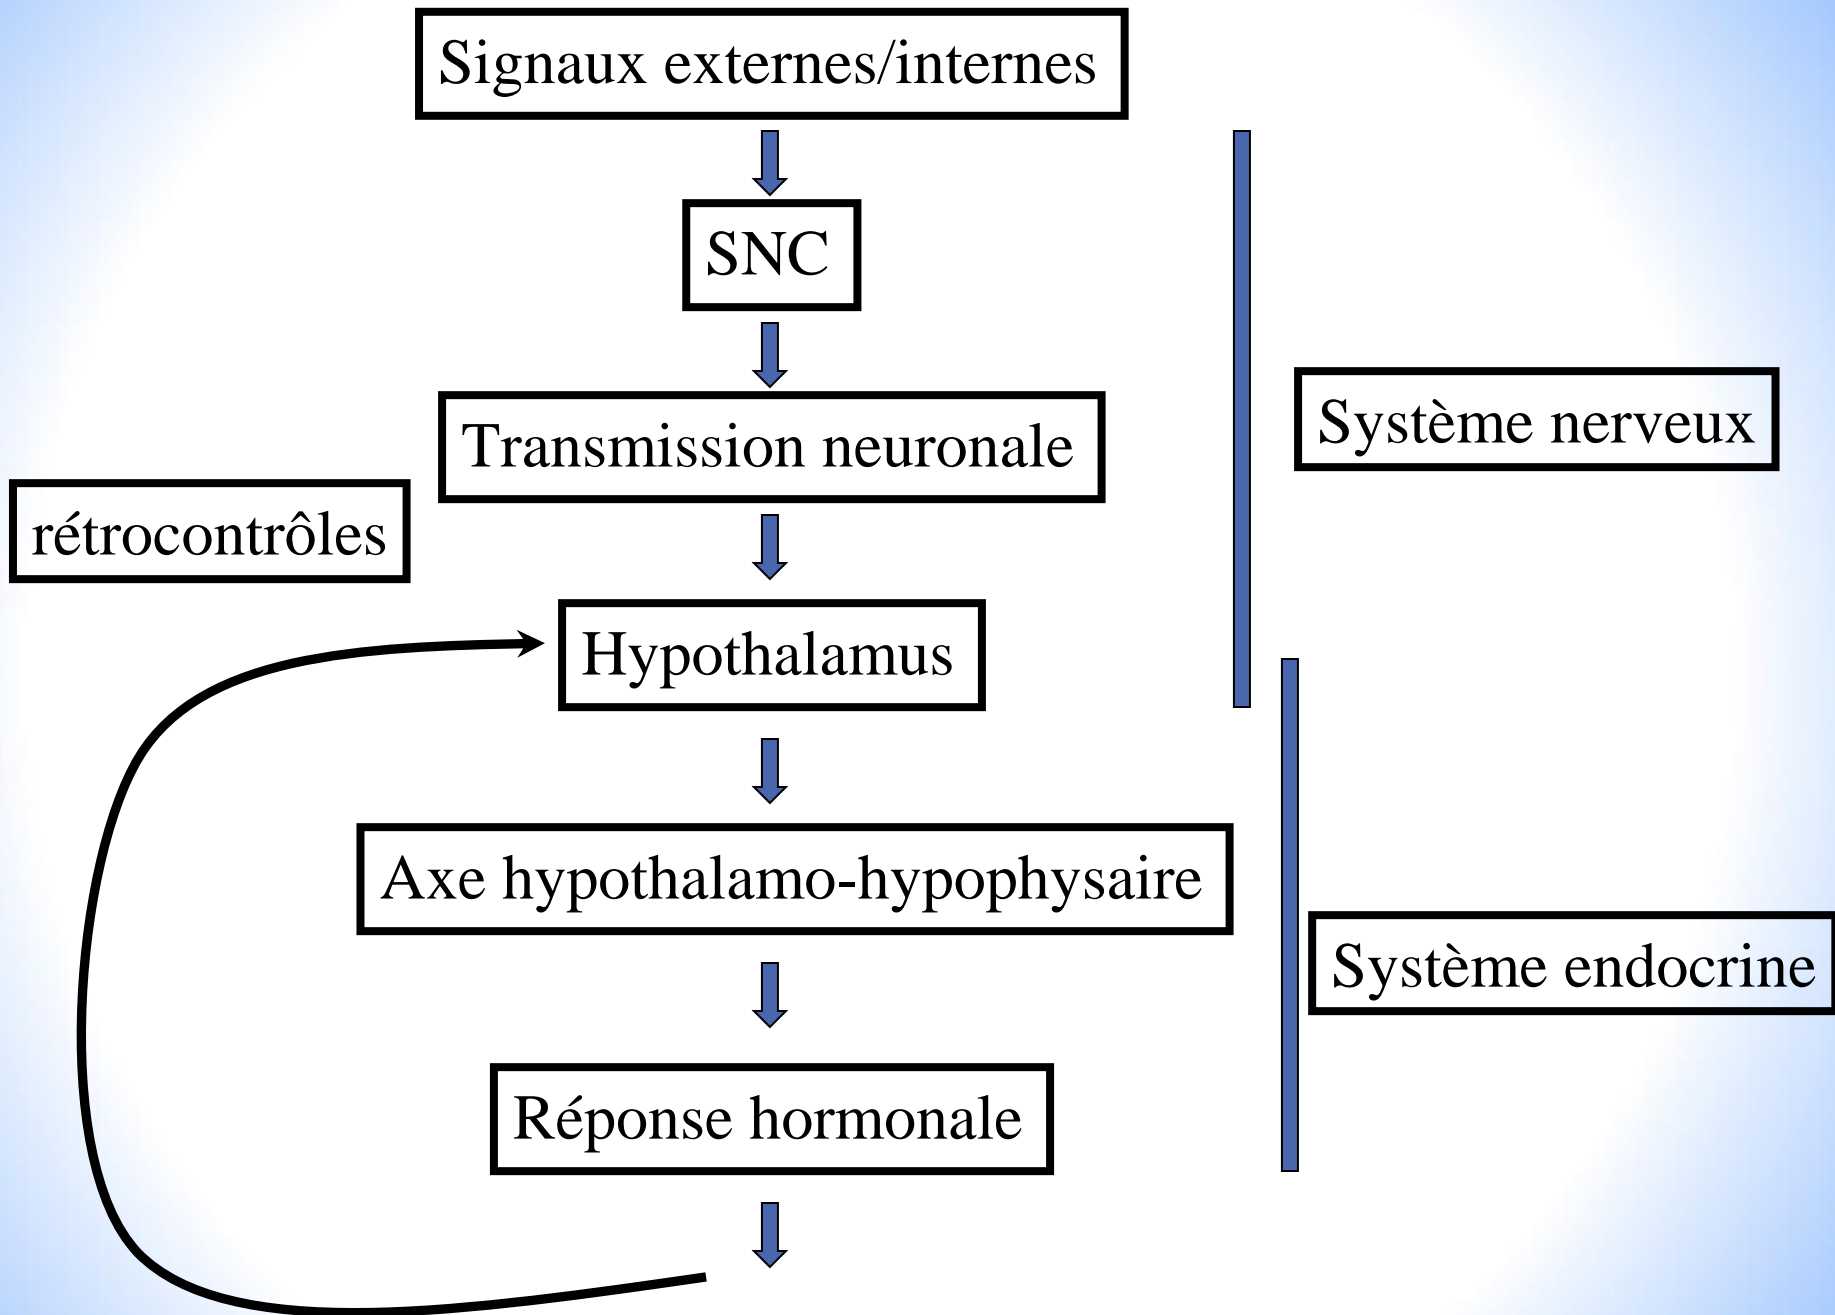 Signaux externes/internes
SNC
Transmission neuronale
Système nerveux
rétrocontrôles
Hypothalamus
Axe hypothalamo-hypophysaire
Système endocrine
Réponse hormonale